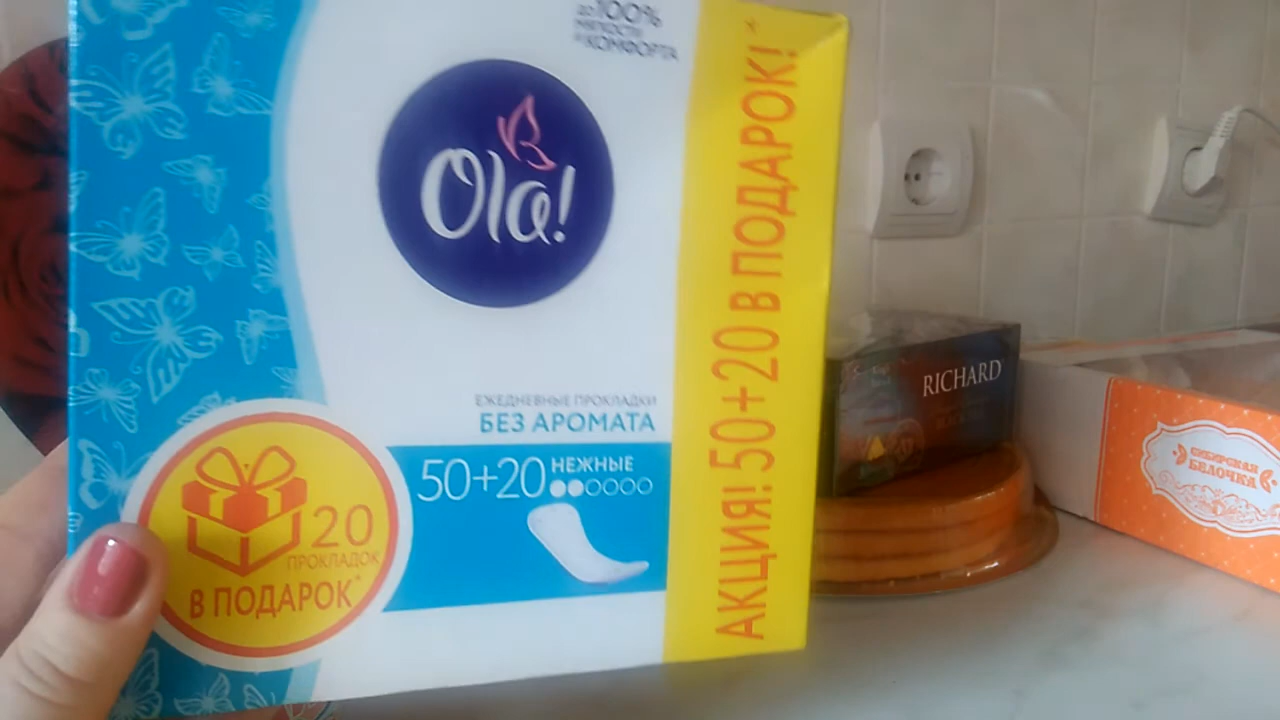 до 100%
МЯГКОСТИ
и КОМФОРТА
Ola!
ЕЖЕДНЕВНЫЕ ПРОКЛАДКИ
БЕЗ АРОМАТА
50+20 НЕЖНЫЕ
20
ПРОКЛАДОК
В ПОДАРОК*
АКЦИЯ! 50+20 В ПОДАРОК!*
RICHARD
СИБИРСКАЯ
БЕЛОЧКА